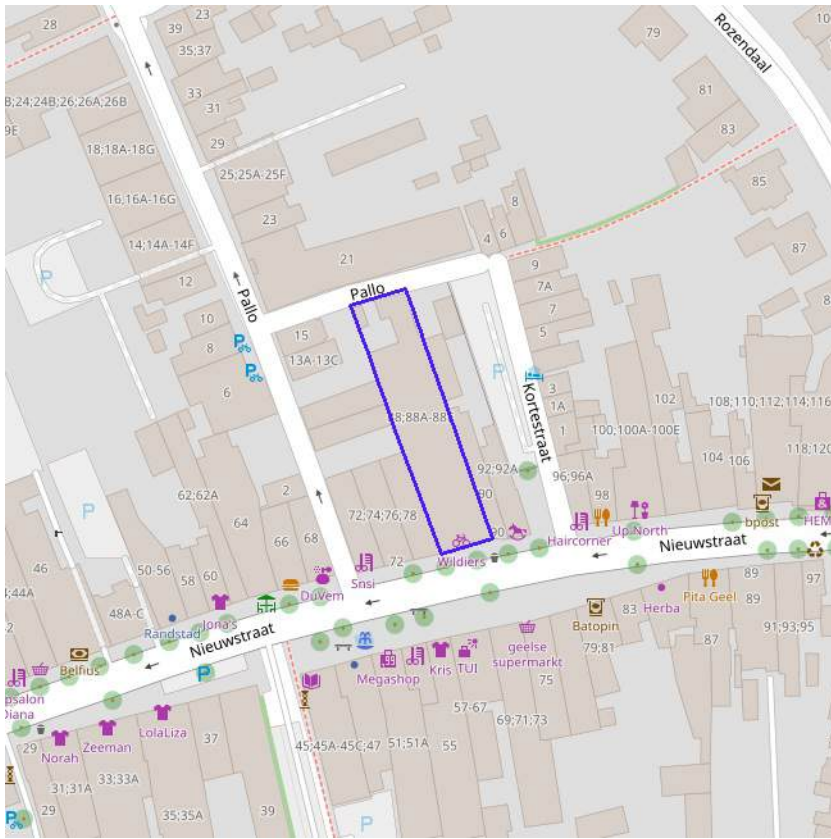 28
23
39
35;37
79
100
Rozendaal
B;24;24B;26;26A;26B
33
31
81
9E
29
83
18;18A-18G
25;25A-25F
85
16;16A-16G
23
8
14;14A-14F
4
6
87
21
9
P
12
Pallo
7A
8
10
15
7
Pallo
5
8
13A-13C
P
6
3
102
108;110;112;114;116
1A
88A-88
Kortestraat
1
100;100A-100E
118;120
104
106
92;92A
96;96A
2
90
62;62A
98
72;74;76;78
P
64
Up North
bpost
HEM
66
68
90
Haircorner
Nieuwstraat
50-56
72
Wildiers
46
60
Snsi
58
DuVem
89
44;44A
48A-C
Jona's
83
Herba
Pita Geel
89
97
Randstad
Batopin
Nieuwstraat
87
91;93;95
Belfius
geelse
supermarkt
79;81
Kris
TUI
psalon
Diana
P
Megashop
75
LolaLiza
57-67
Zeeman
37
69;71;73
Norah
29
45;45A-45C;47
51;51A
55
33;33A
31;31A
29
35;35A
39
P